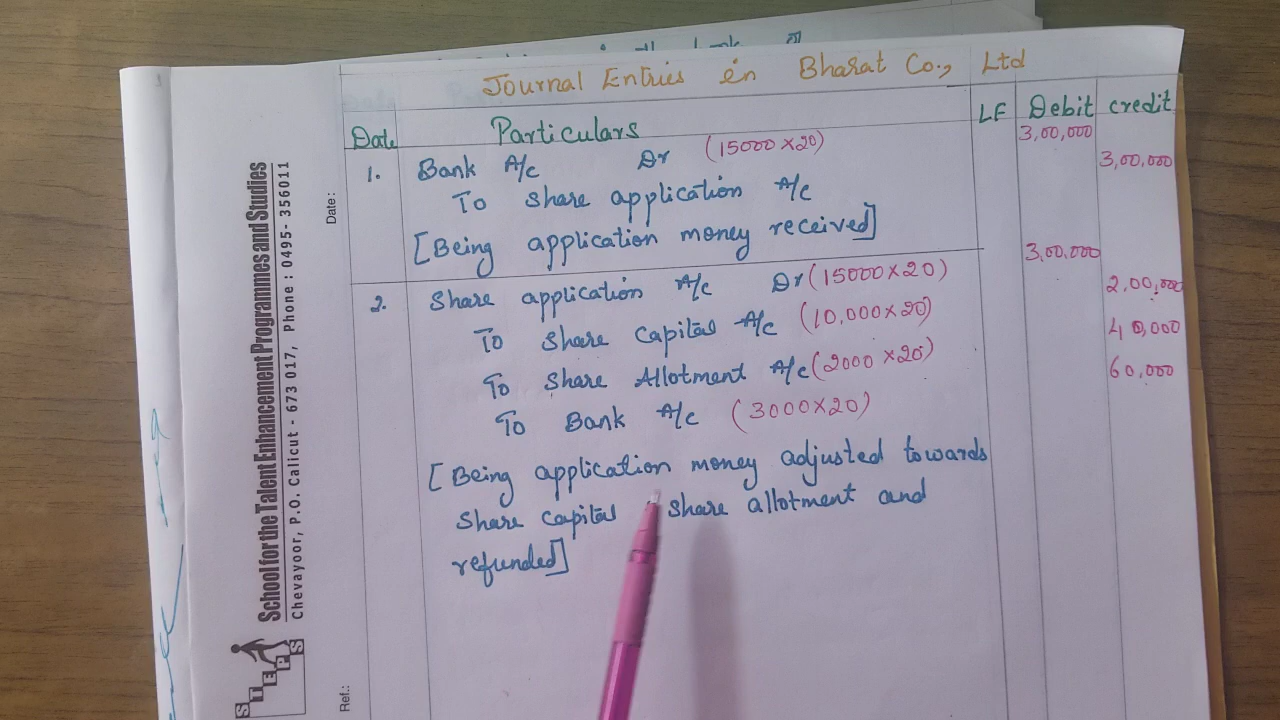 Journal Entries in Bharat Co., Ltd
Date Particulars LF Debit credit
1. Bank A/c Dr (15000 x 20) 3,00,000
To share application A/c 3,00,000
[Being application money received]
2. Share application A/c Dr (15000 x 20) 3,00,000
To share capital A/c (10,000 x 20) 2,00,000
To share Allotment A/c (2000 x 20) 40,000
To Bank A/c (3000 x 20) 60,000
[Being application money adjusted towards
share capital share allotment and
refunded]
School for the Talent Enhancement Programmes and Studies
Chevayoor, P.O. Calicut - 673 017, Phone : 0495- 356011
STEPS
Date :
Ref.: